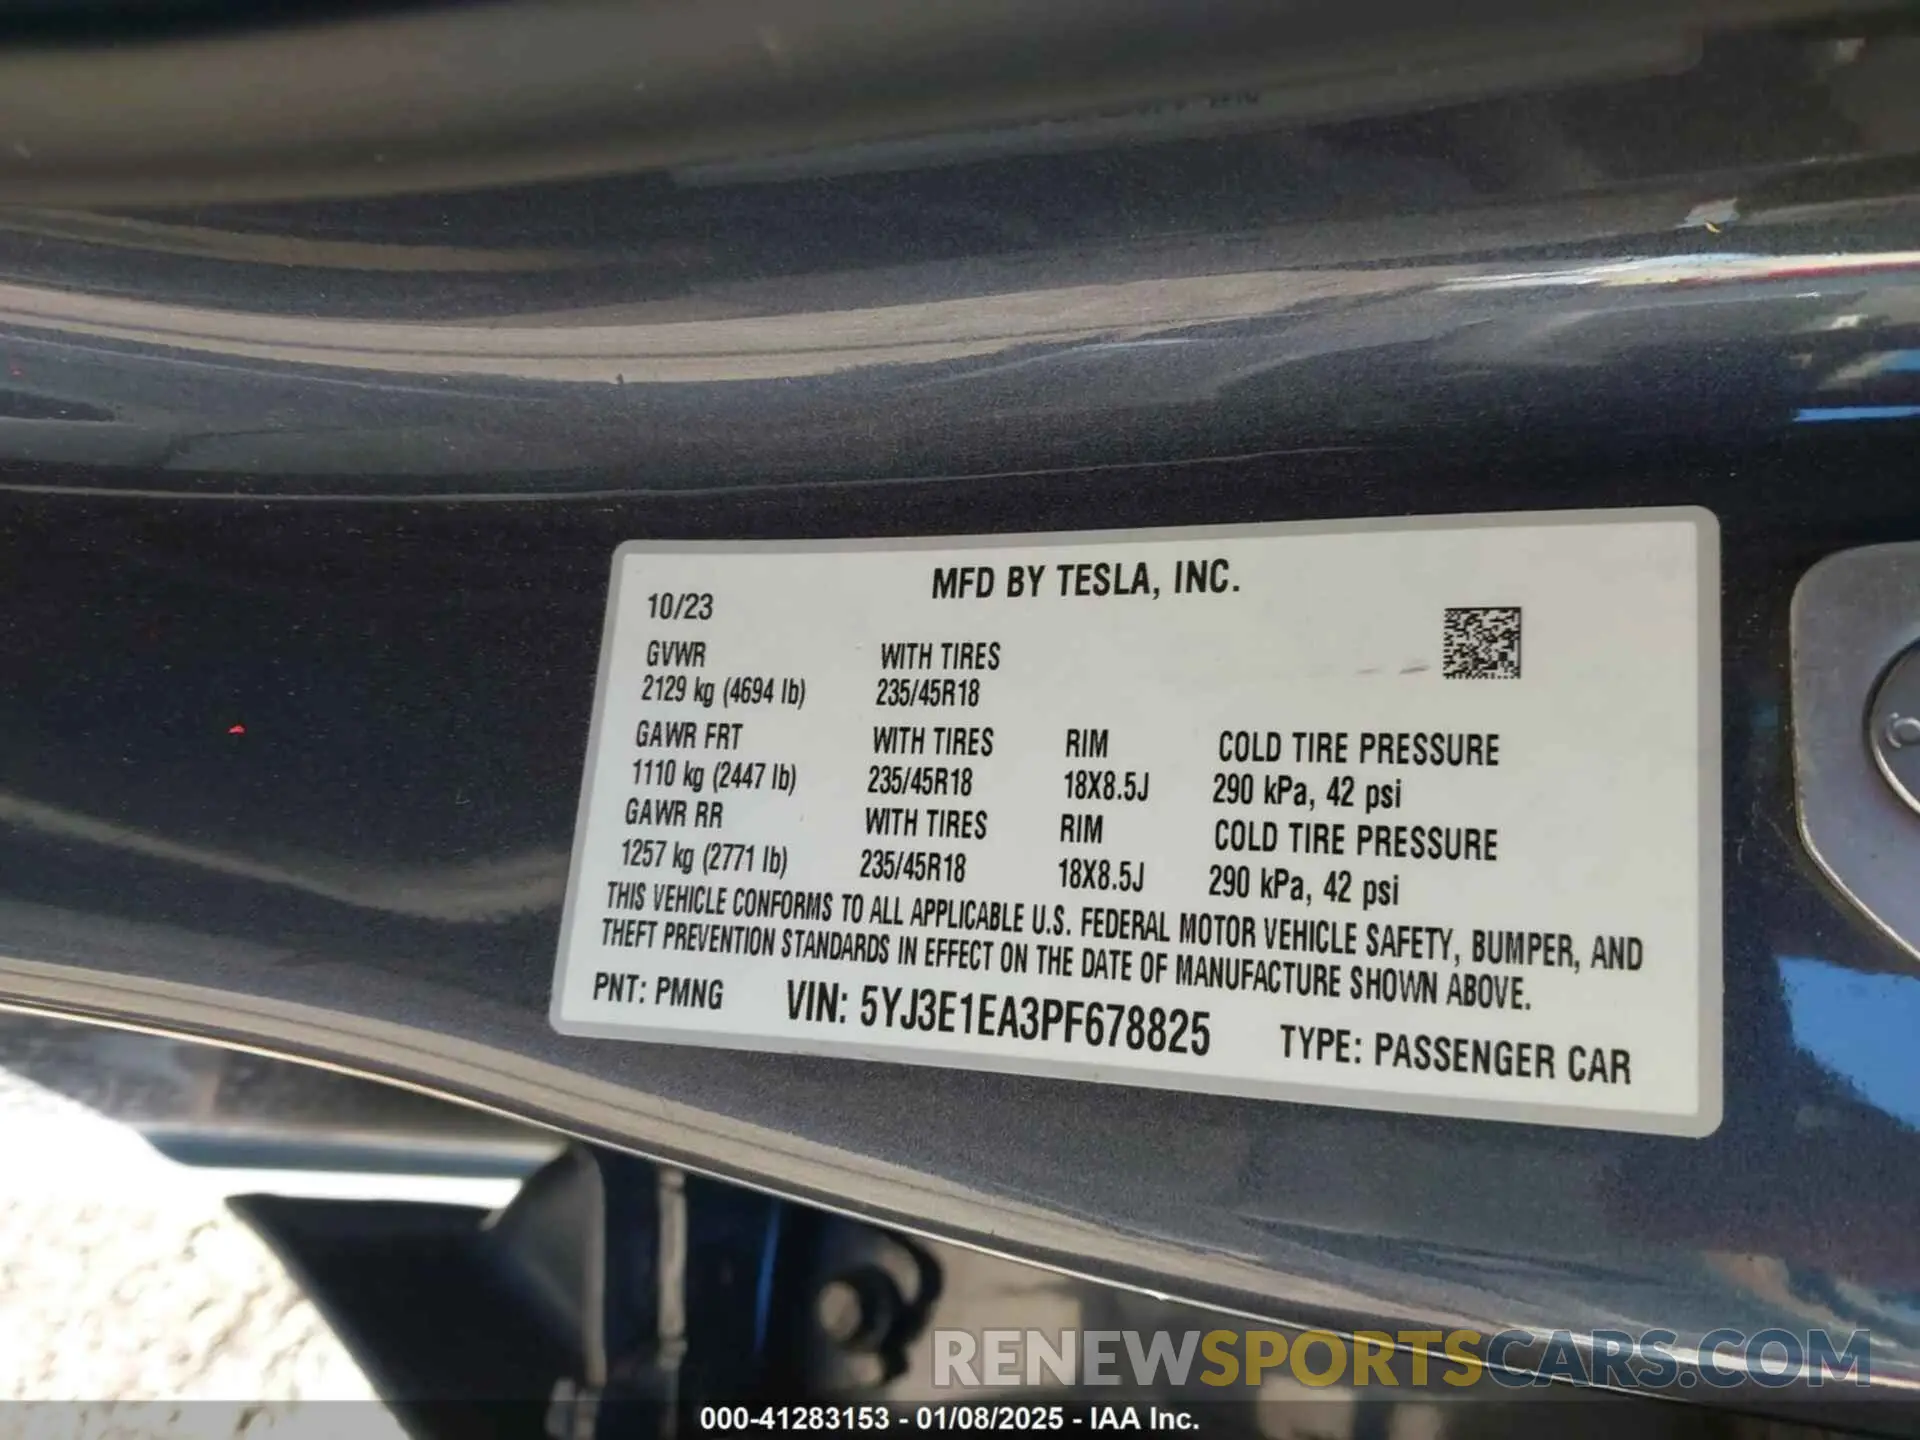 MFD BY TESLA, INC.
10/23
GVWR WITH TIRES
2129 kg (4694 lb) 235/45R18
GAWR FRT WITH TIRES RIM COLD TIRE PRESSURE
1110 kg (2447 lb) 235/45R18 18X8.5J 290 kPa, 42 psi
GAWR RR WITH TIRES RIM COLD TIRE PRESSURE
1257 kg (2771 lb) 235/45R18 18X8.5J 290 kPa, 42 psi
THIS VEHICLE CONFORMS TO ALL APPLICABLE U.S. FEDERAL MOTOR VEHICLE SAFETY, BUMPER, AND
THEFT PREVENTION STANDARDS IN EFFECT ON THE DATE OF MANUFACTURE SHOWN ABOVE.
PNT: PMNG VIN: 5YJ3E1EA3PF678825 TYPE: PASSENGER CAR
RENEWSPORTSCARS.COM
000-41283153 - 01/08/2025 - IAA Inc.